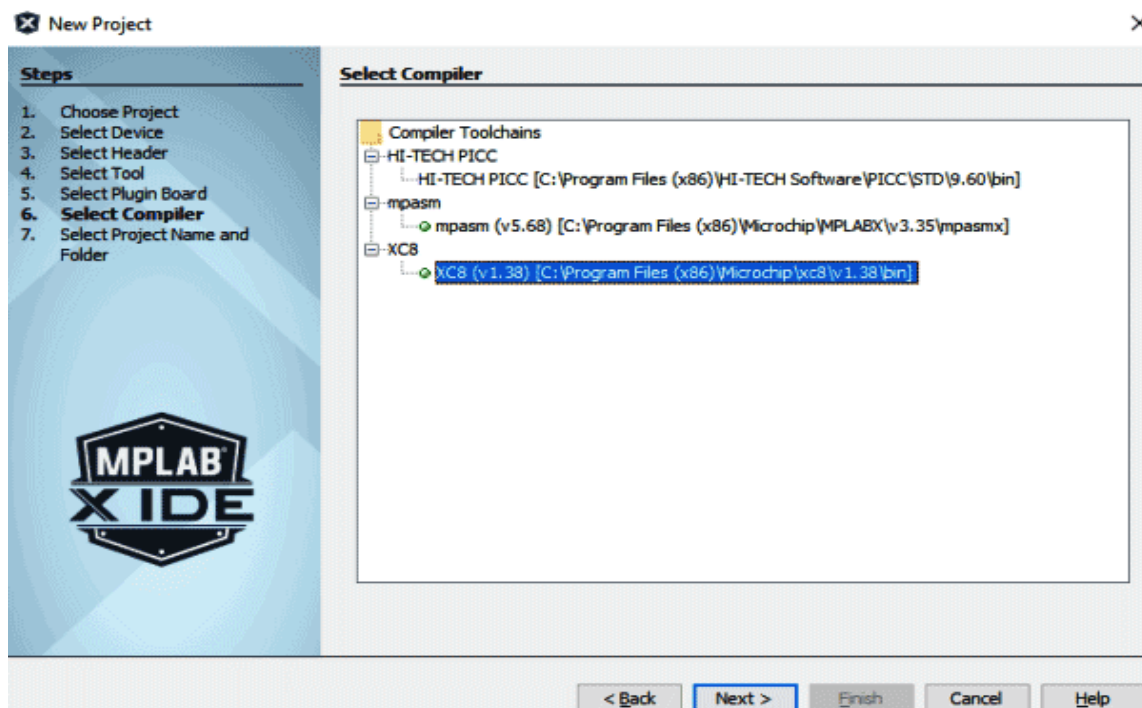 New Project
Steps
1. Choose Project
2. Select Device
3. Select Header
4. Select Tool
5. Select Plugin Board
6. Select Compiler
7. Select Project Name and
Folder
MPLAB
X IDE
Select Compiler
Compiler Toolchains
HI-TECH PICC
HI-TECH PICC [C:\Program Files (x86)\HI-TECH Software\PICC\STD\9.60\bin]
mpasm
mpasm (v5.68) [C:\Program Files (x86)\Microchip\MPLABX\v3.35\mpasmx]
XC8
XC8 (v1.38) [C:\Program Files (x86)\Microchip\xc8\v1.38\bin]
< Back Next > Finish Cancel Help